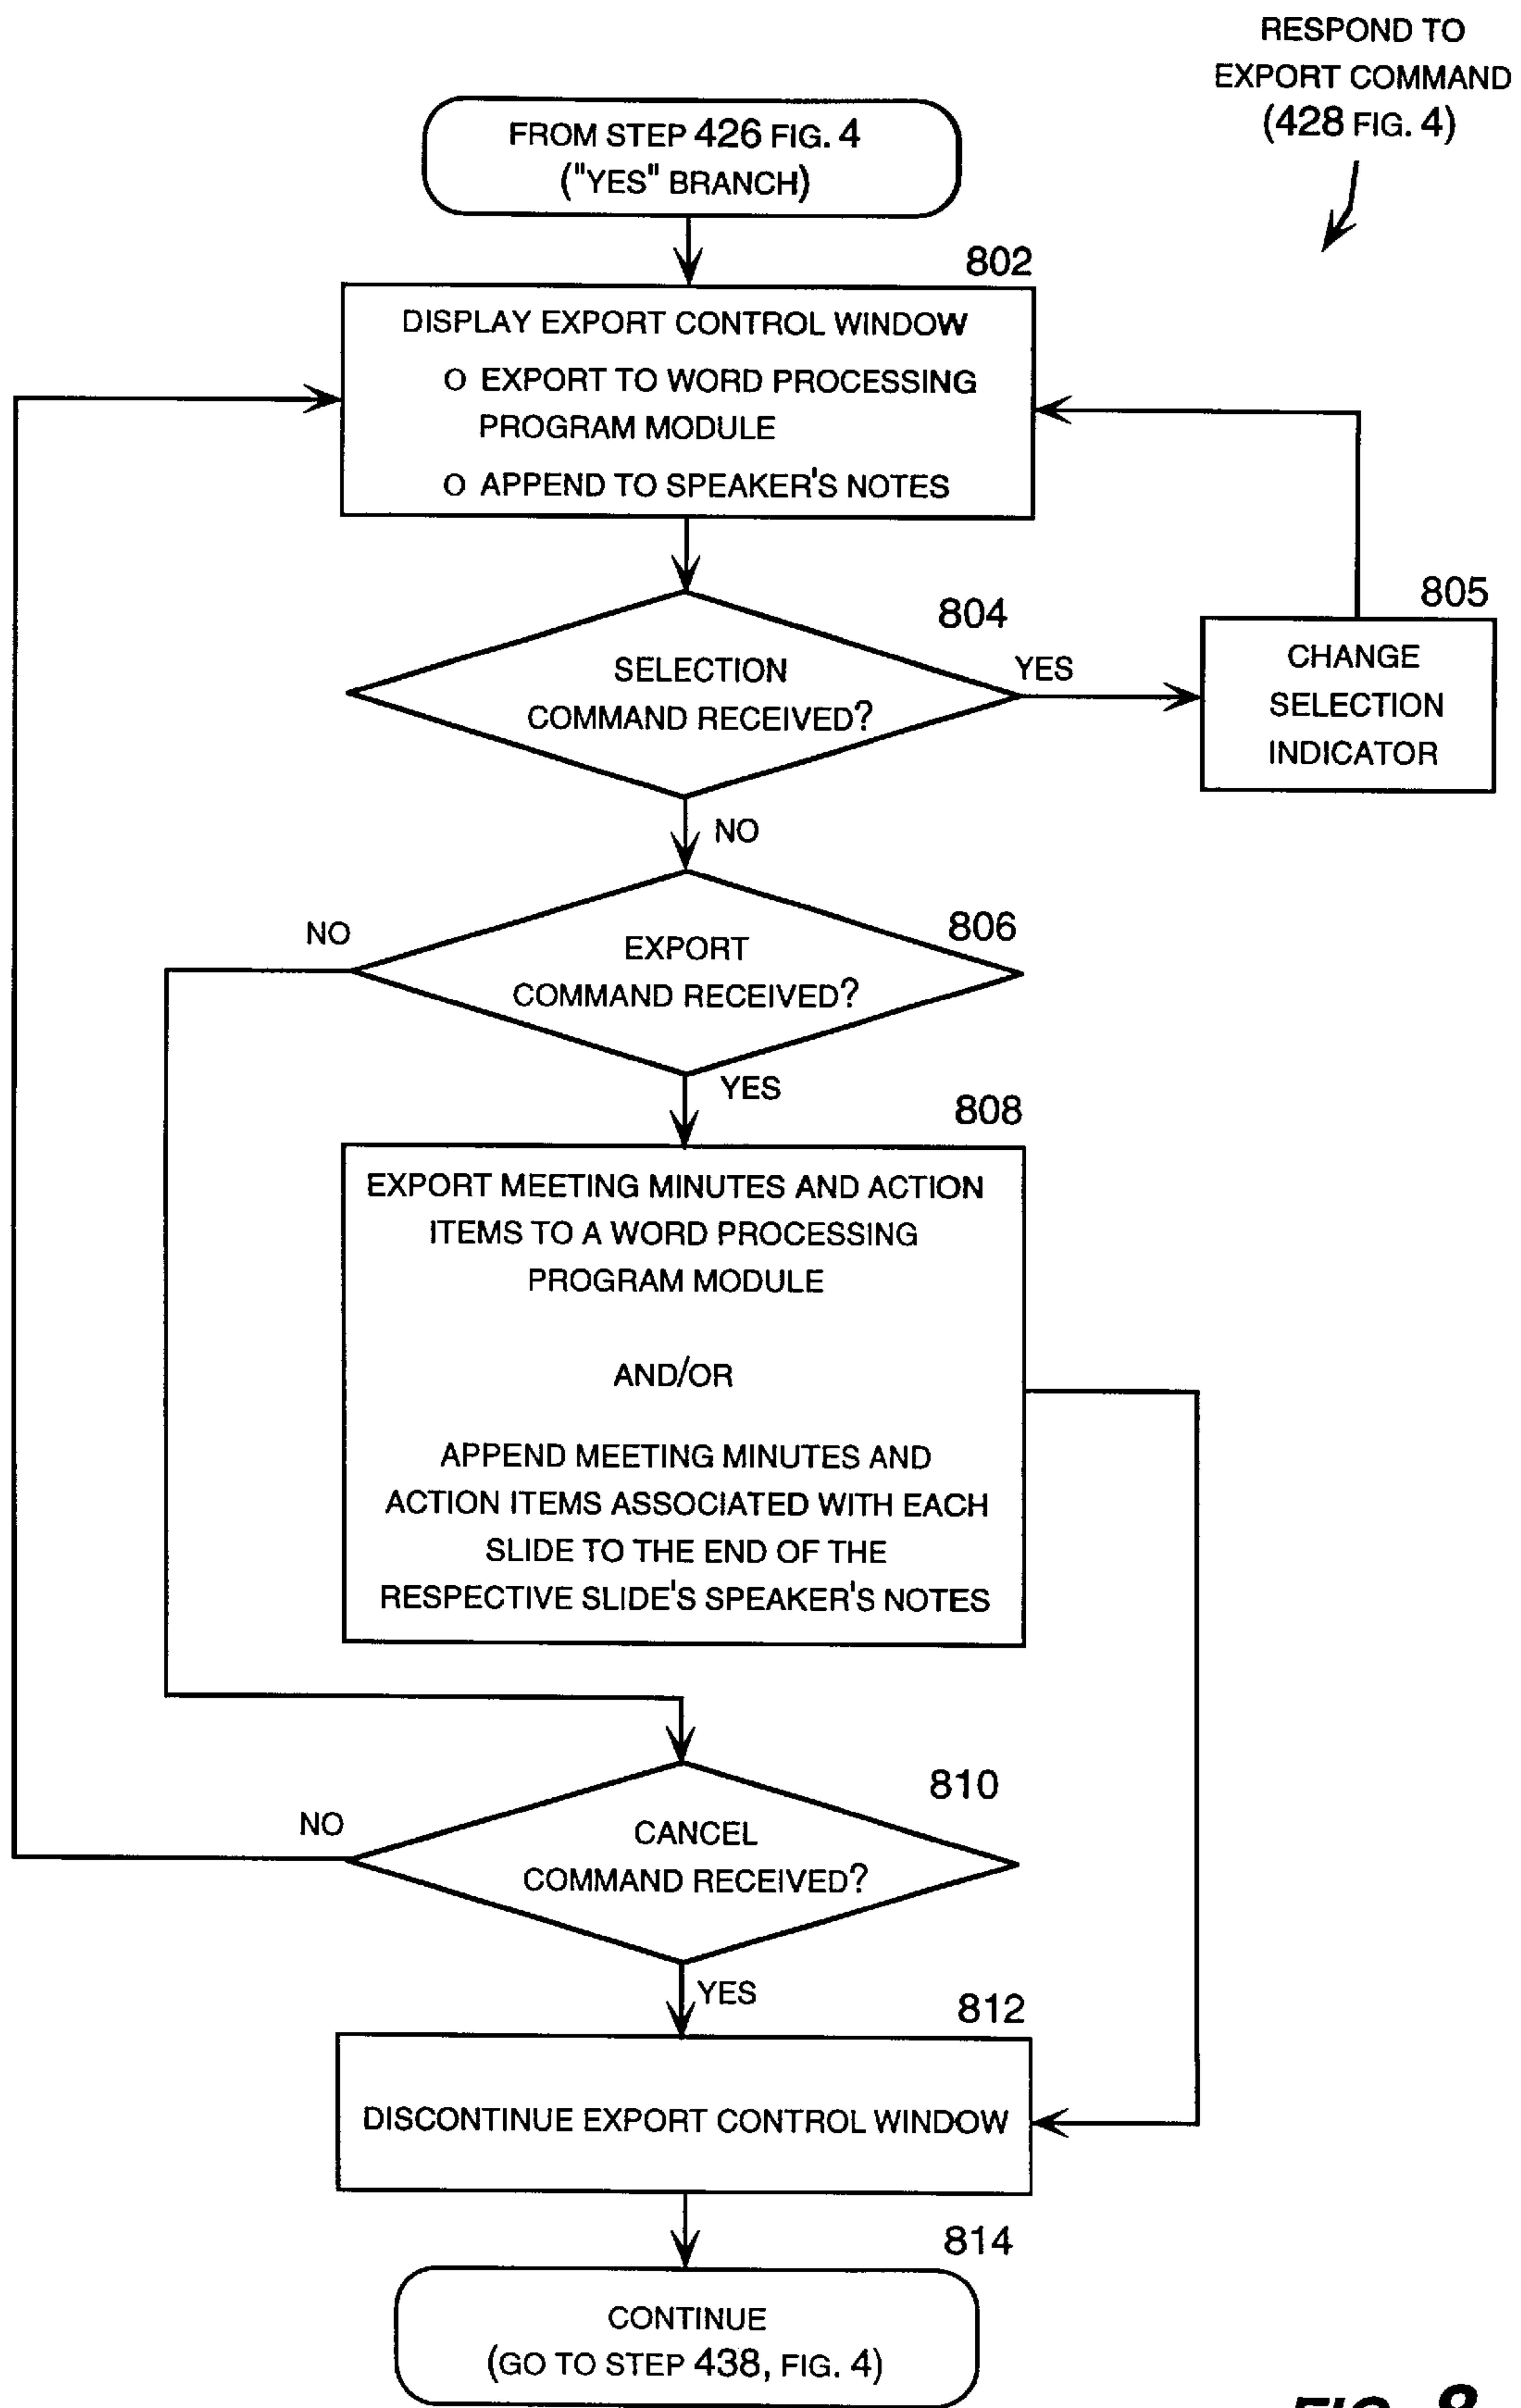 RESPOND TO
EXPORT COMMAND
(428 FIG. 4)
FROM STEP 426 FIG. 4
("YES" BRANCH)
802
DISPLAY EXPORT CONTROL WINDOW
O EXPORT TO WORD PROCESSING
PROGRAM MODULE
O APPEND TO SPEAKER'S NOTES
804
SELECTION
COMMAND RECEIVED?
YES
805
CHANGE
SELECTION
INDICATOR
NO
806
NO
EXPORT
COMMAND RECEIVED?
YES
808
EXPORT MEETING MINUTES AND ACTION
ITEMS TO A WORD PROCESSING
PROGRAM MODULE
AND/OR
APPEND MEETING MINUTES AND
ACTION ITEMS ASSOCIATED WITH EACH
SLIDE TO THE END OF THE
RESPECTIVE SLIDE'S SPEAKER'S NOTES
810
NO
CANCEL
COMMAND RECEIVED?
YES
812
DISCONTINUE EXPORT CONTROL WINDOW
814
CONTINUE
(GO TO STEP 438, FIG. 4)
FIG. 8